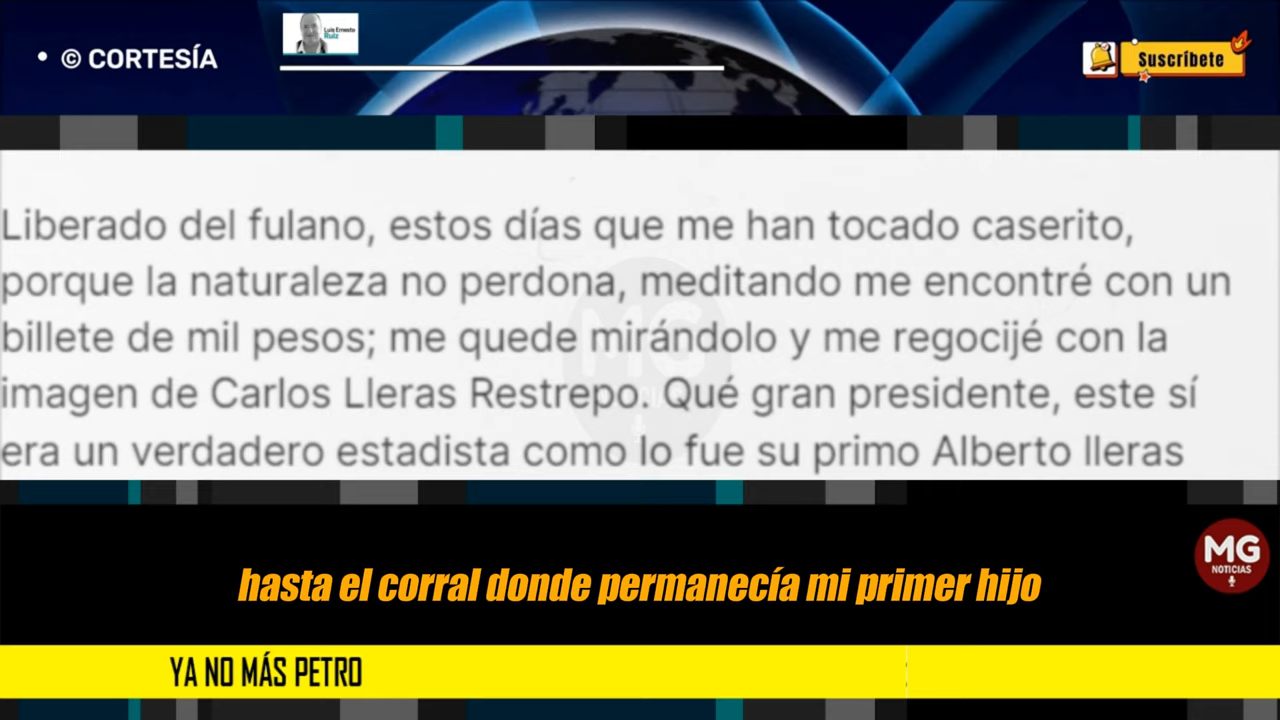 • © CORTESÍA
Luis Ernesto
Ruiz
Suscríbete
Liberado del fulano, estos días que me han tocado caserito,
porque la naturaleza no perdona, meditando me encontré con un
billete de mil pesos; me quede mirándolo y me regocijé con la
imagen de Carlos Lleras Restrepo. Qué gran presidente, este sí
era un verdadero estadista como lo fue su primo Alberto lleras
MG
NOTICIAS
hasta el corral donde permanecía mi primer hijo
YA NO MÁS PETRO